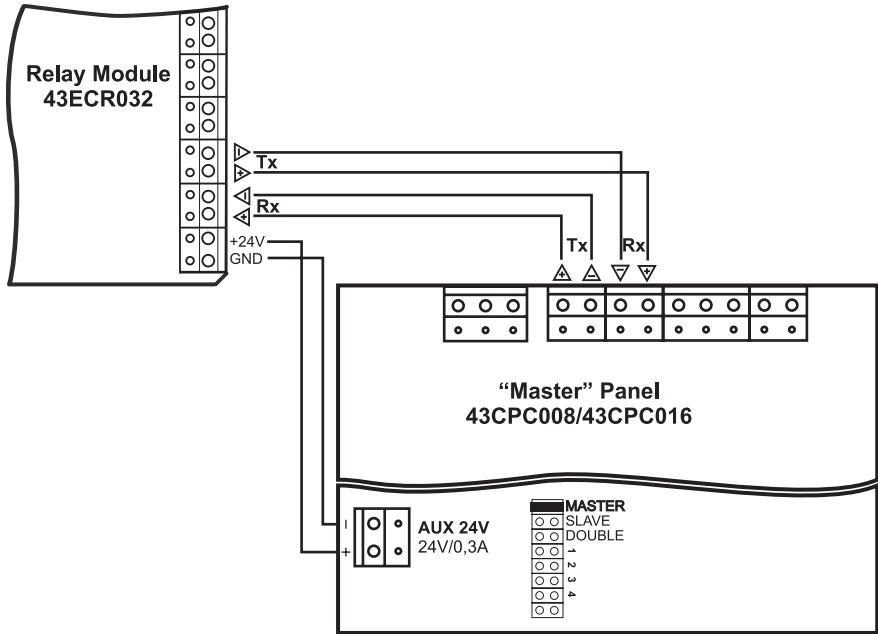 Relay Module
43ECR032
Tx
Rx
+24V
GND
Tx Rx
“Master” Panel
43CPC008/43CPC016
MASTER
SLAVE
DOUBLE
1
2
3
4
AUX 24V
24V/0,3A